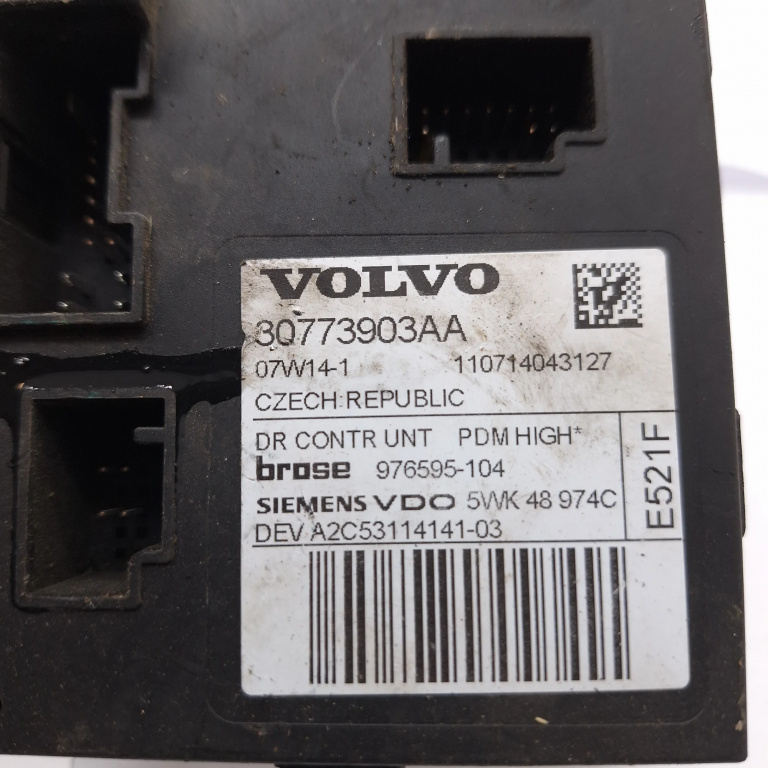 VOLVO
30773903AA
07W14-1 110714043127
CZECH REPUBLIC
DR CONTR UNT PDM HIGH*
brose 976595-104
SIEMENS VDO 5WK 48 974C
DEV A2C53114141-03
E521F